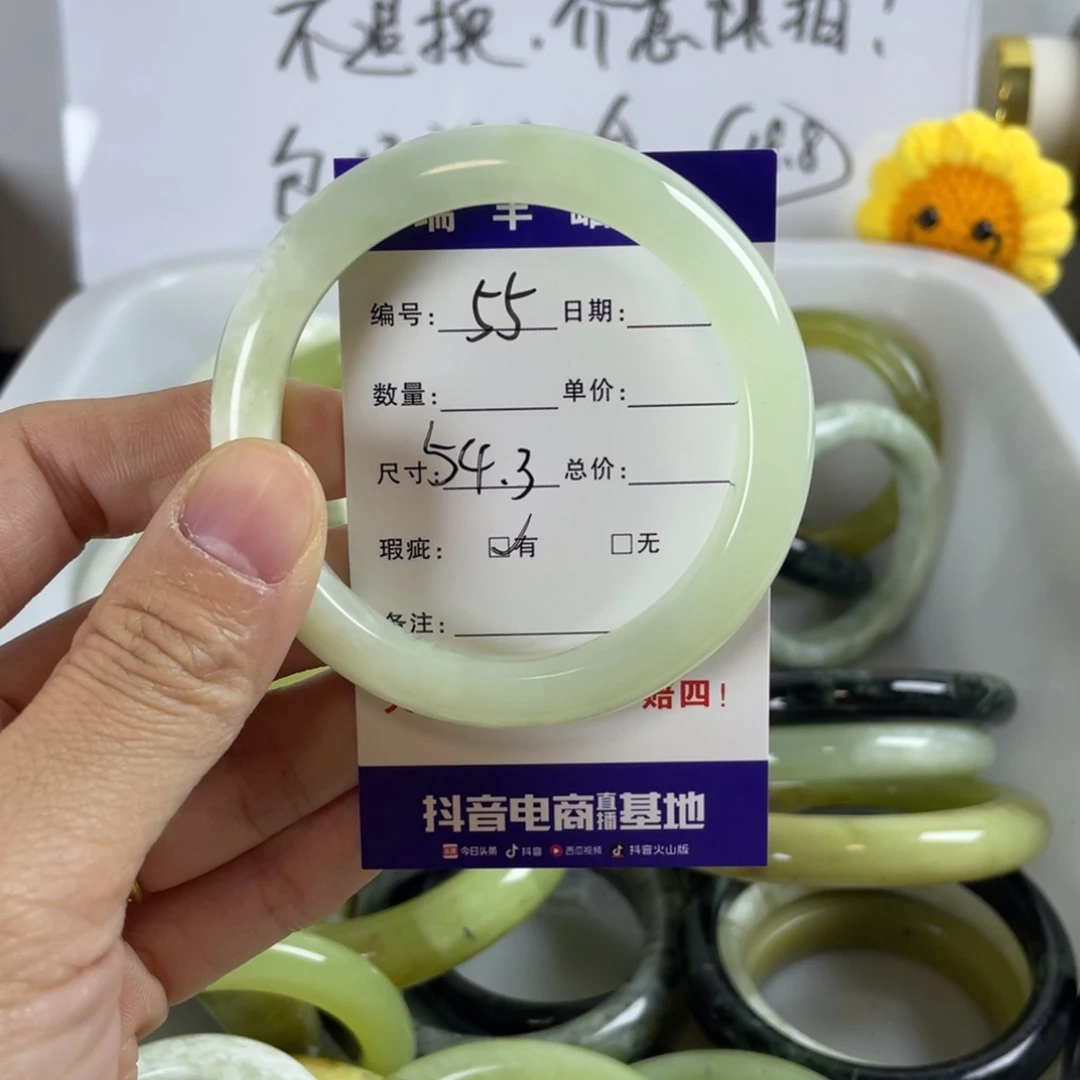 不退换，介意慎拍！
包
编号：55 日期：
数量： 单价：
尺寸：54.3 总价：
瑕疵： ☑有 □无
备注：
赔四！
抖音电商直播基地
今日头条 抖音 西瓜视频 抖音火山版